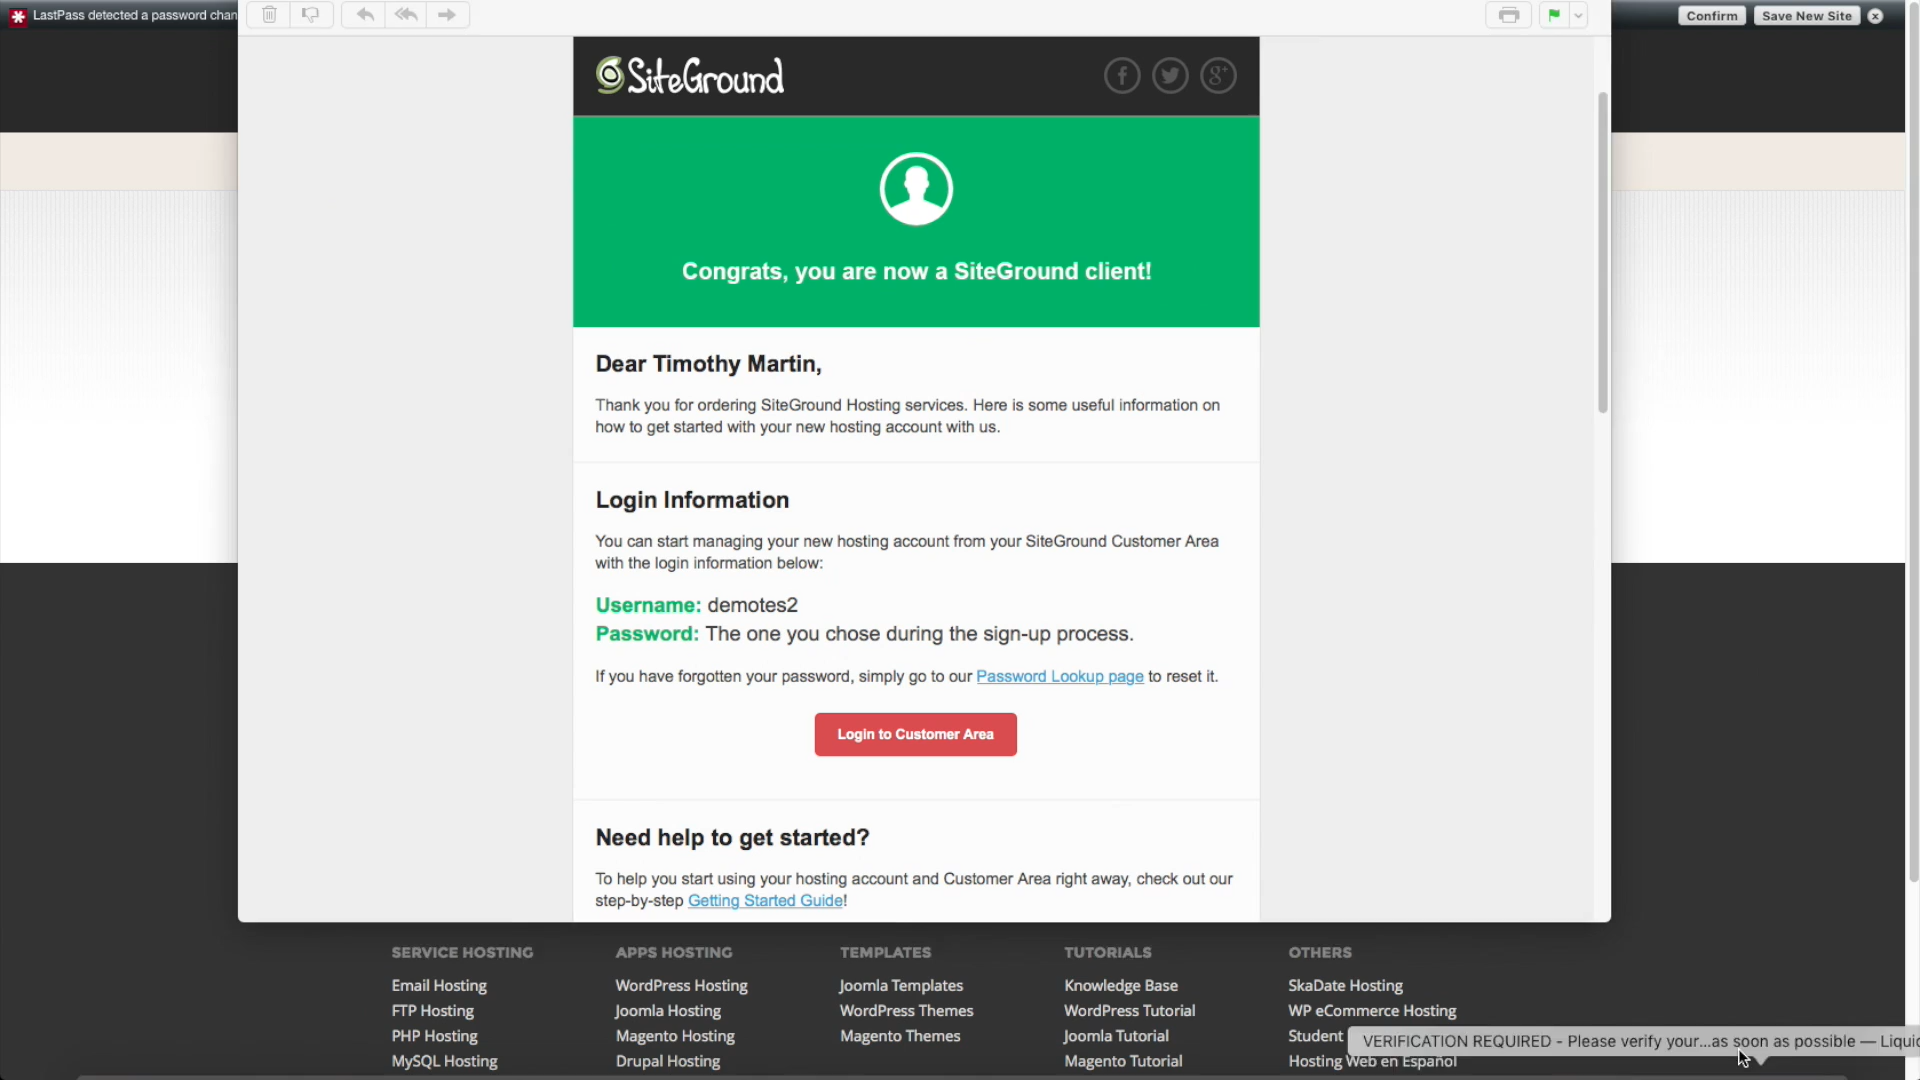 LastPass detected a password chan
Confirm
Save New Site
SiteGround
Congrats, you are now a SiteGround client!
Dear Timothy Martin,
Thank you for ordering SiteGround Hosting services. Here is some useful information on
how to get started with your new hosting account with us.
Login Information
You can start managing your new hosting account from your SiteGround Customer Area
with the login information below:
Username: demotes2
Password: The one you chose during the sign-up process.
If you have forgotten your password, simply go to our Password Lookup page to reset it.
Login to Customer Area
Need help to get started?
To help you start using your hosting account and Customer Area right away, check out our
step-by-step Getting Started Guide!
SERVICE HOSTING
Email Hosting
FTP Hosting
PHP Hosting
MySQL Hosting
APPS HOSTING
WordPress Hosting
Joomla Hosting
Magento Hosting
Drupal Hosting
TEMPLATES
Joomla Templates
WordPress Themes
Magento Themes
TUTORIALS
Knowledge Base
WordPress Tutorial
Joomla Tutorial
Magento Tutorial
OTHERS
SkaDate Hosting
WP eCommerce Hosting
Student
Hosting Web en Español
VERIFICATION REQUIRED - Please verify your...as soon as possible — Liquid